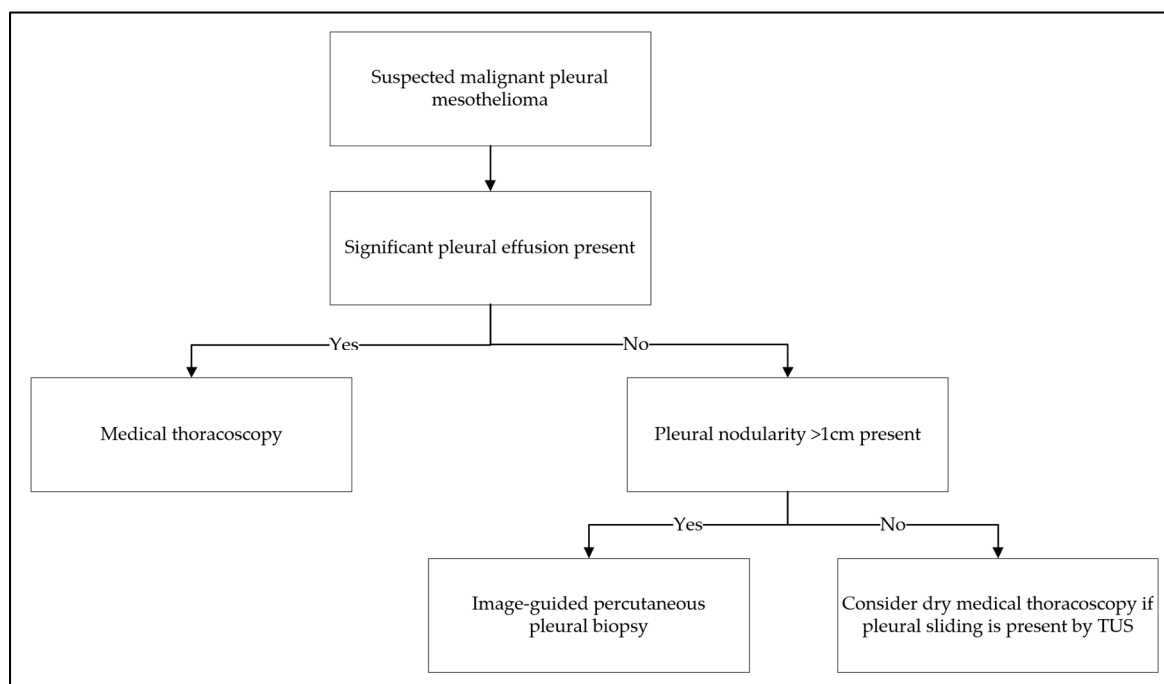 Suspected malignant pleural
mesothelioma
Significant pleural effusion present
Yes
No
Medical thoracoscopy
Pleural nodularity >1cm present
Yes
No
Image-guided percutaneous
pleural biopsy
Consider dry medical thoracoscopy if
pleural sliding is present by TUS